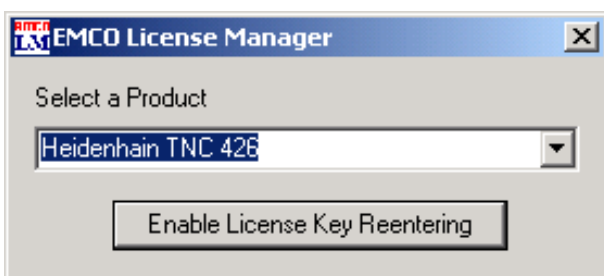 EMCO License Manager
Select a Product
Heidenhain TNC 426
Enable License Key Reentering